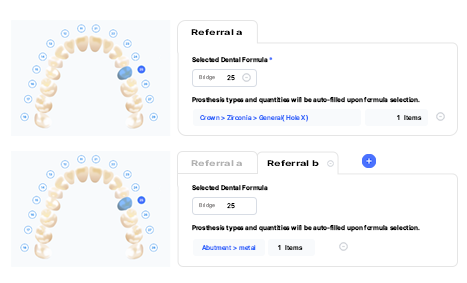 Referral a
Selected Dental Formula *
Bridge 25
Prosthesis types and quantities will be auto-filled upon formula selection.
Crown > Zirconia > General( Hole X) 1 Items
Referral a Referral b +
Selected Dental Formula
Bridge 25
Prosthesis types and quantities will be auto-filled upon formula selection.
Abutment > metal 1 Items